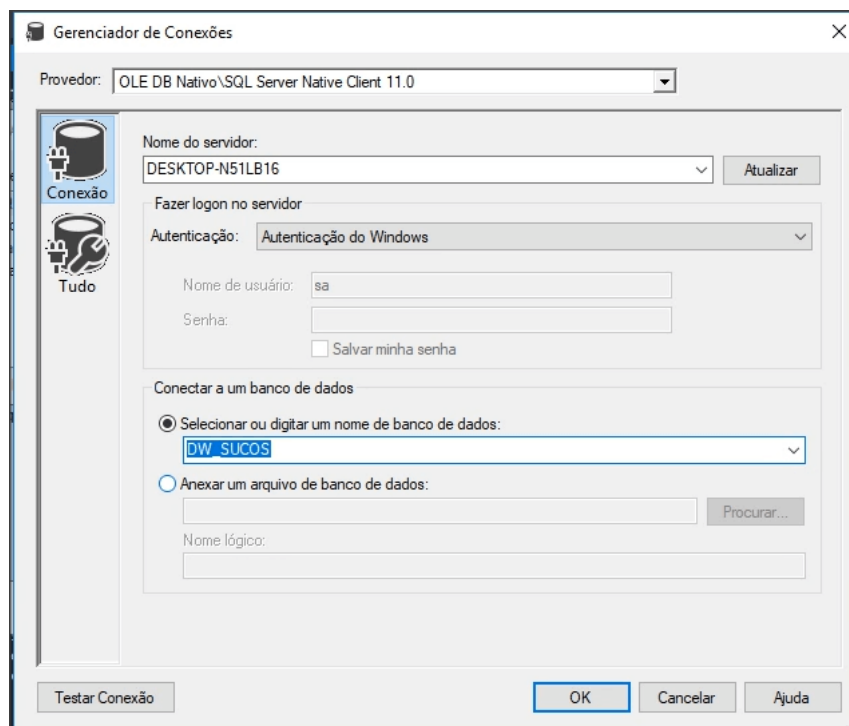 Gerenciador de Conexões
Provedor: OLE DB Nativo\SQL Server Native Client 11.0
Conexão
Tudo
Nome do servidor:
DESKTOP-N51LB16
Atualizar
Fazer logon no servidor
Autenticação: Autenticação do Windows
Nome de usuário: sa
Senha:
Salvar minha senha
Conectar a um banco de dados
Selecionar ou digitar um nome de banco de dados:
DW_SUCOS
Anexar um arquivo de banco de dados:
Procurar...
Nome lógico:
Testar Conexão OK Cancelar Ajuda